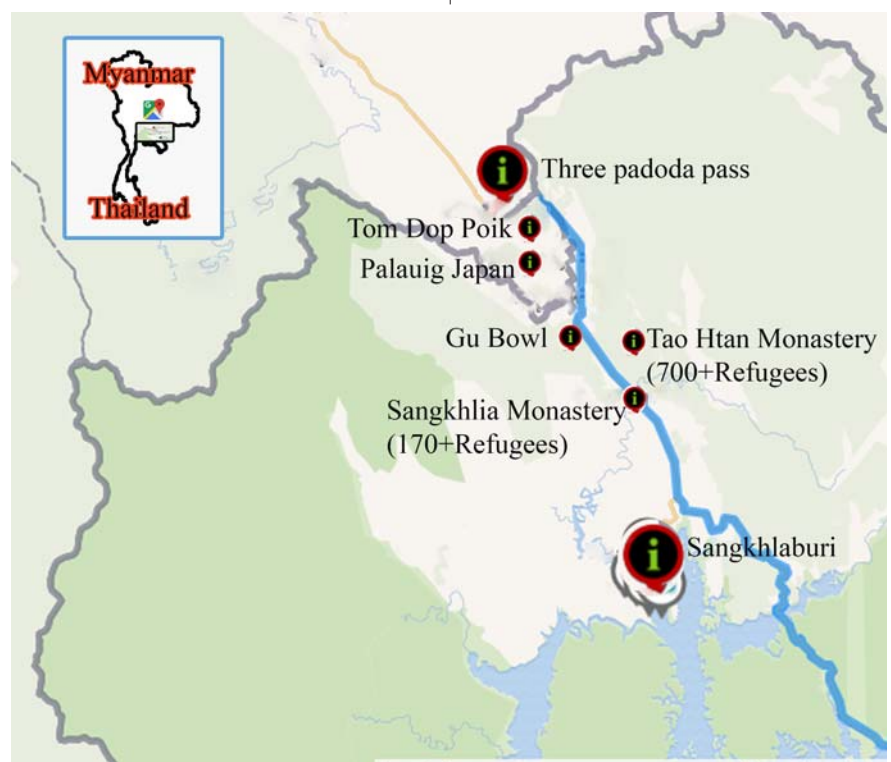 Myanmar
Thailand
Three padoda pass
Tom Dop Poik
Palauig Japan
Gu Bowl
Tao Htan Monastery
(700+Refugees)
Sangkhlia Monastery
(170+Refugees)
Sangkhlaburi